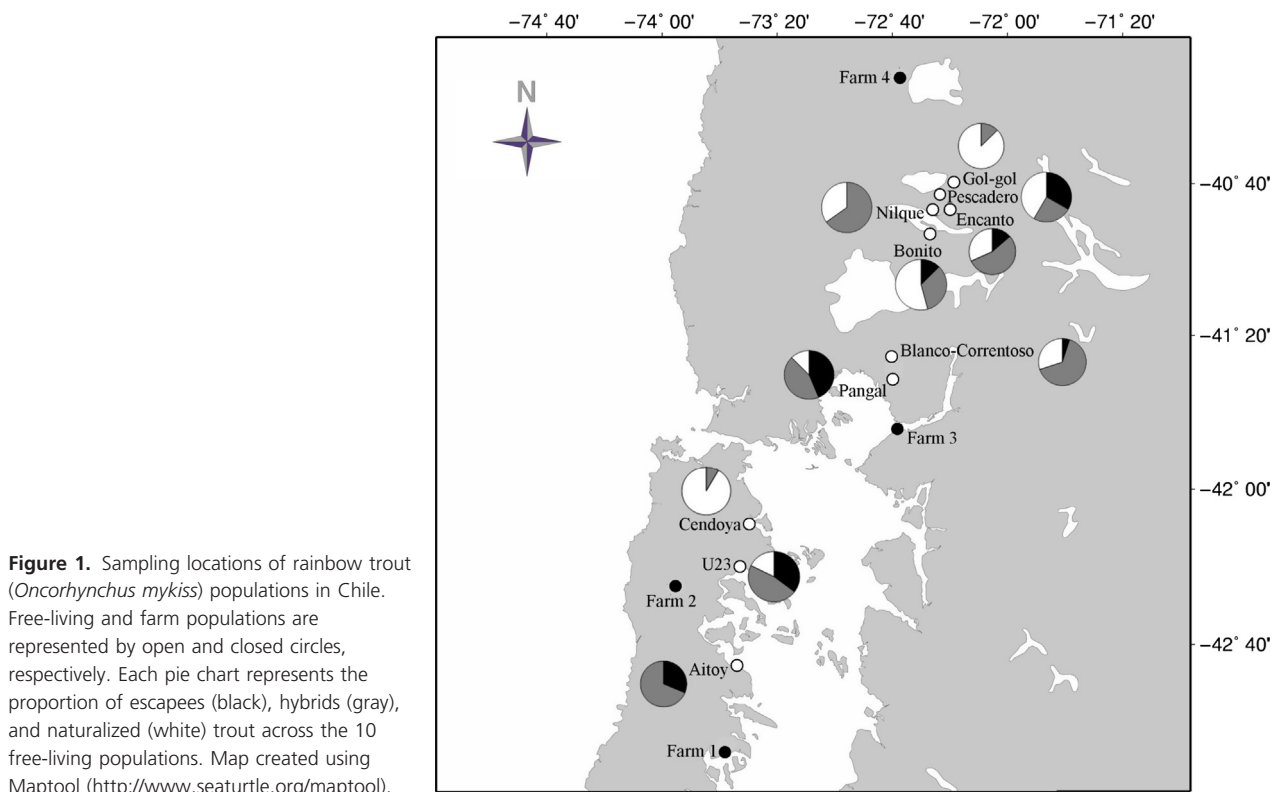 −74° 40' −74° 00' −73° 20' −72° 40' −72° 00' −71° 20'
N
Farm 4
Gol-gol
−40° 40'
Pescadero
Nilque
Encanto
Bonito
−41° 20'
Blanco-Correntoso
Pangal
Farm 3
−42° 00'
Cendoya
U23
Farm 2
−42° 40'
Aitoy
Farm 1
Figure 1. Sampling locations of rainbow trout
(Oncorhynchus mykiss) populations in Chile.
Free-living and farm populations are
represented by open and closed circles,
respectively. Each pie chart represents the
proportion of escapees (black), hybrids (gray),
and naturalized (white) trout across the 10
free-living populations. Map created using
Maptool (http://www.seaturtle.org/maptool).